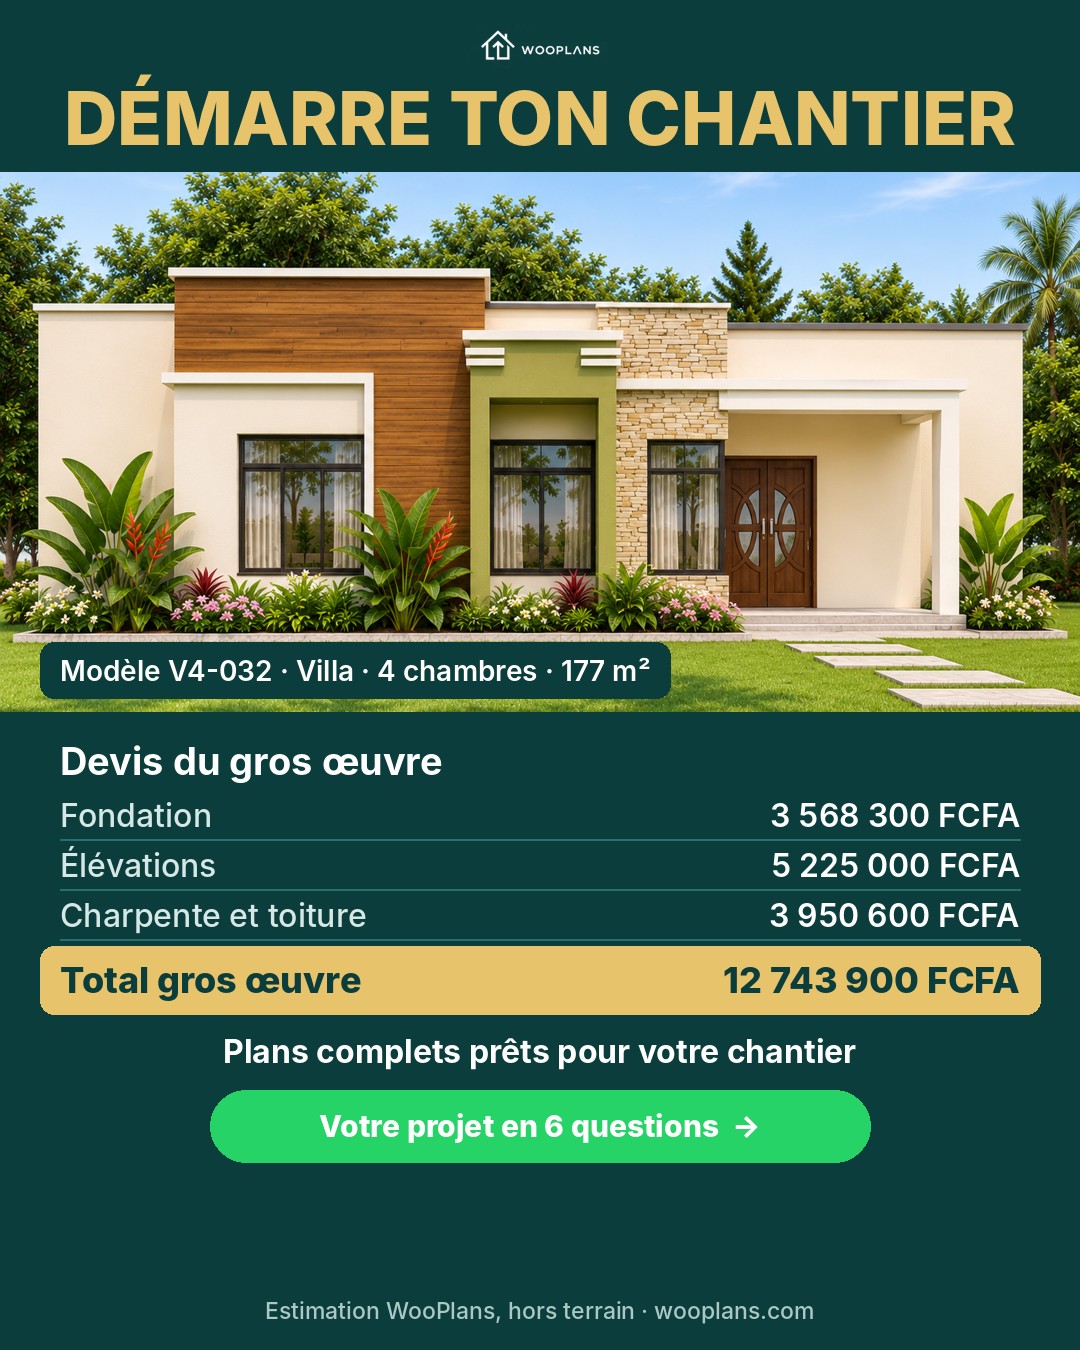 WOOPLANS
DÉMARRE TON CHANTIER
Modèle V4-032 · Villa · 4 chambres · 177 m²
Devis du gros œuvre
Fondation 3 568 300 FCFA
Élévations 5 225 000 FCFA
Charpente et toiture 3 950 600 FCFA
Total gros œuvre 12 743 900 FCFA
Plans complets prêts pour votre chantier
Votre projet en 6 questions →
Estimation WooPlans, hors terrain · wooplans.com